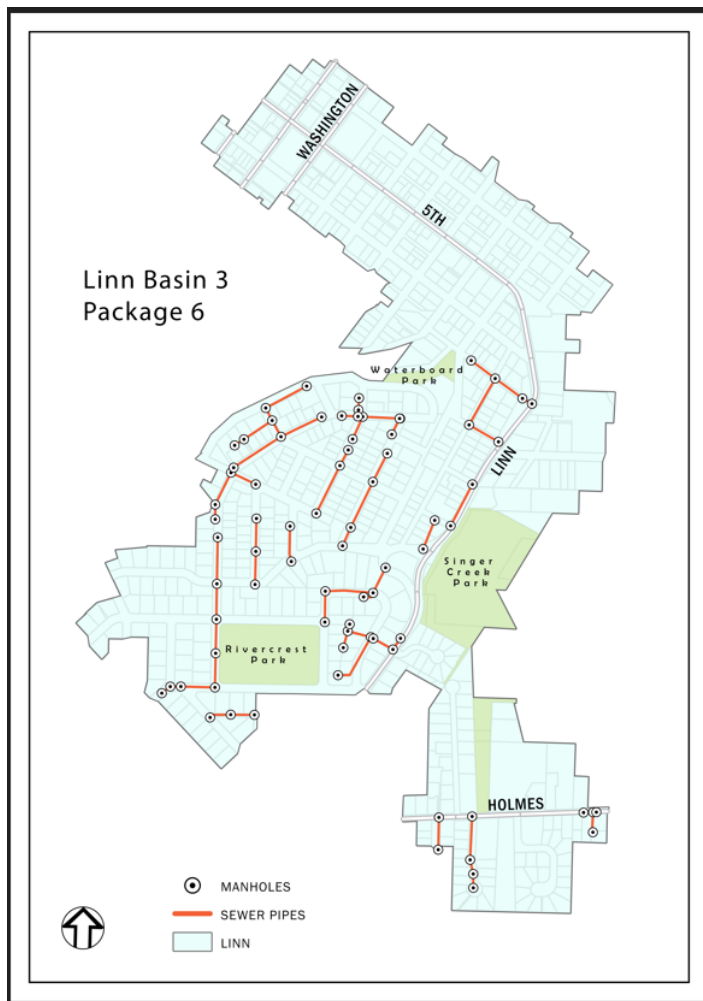 WASHINGTON
5TH
Linn Basin 3
Package 6
Waterboard
Park
LINN
Singer
Creek
Park
Rivercrest
Park
HOLMES
MANHOLES
SEWER PIPES
LINN